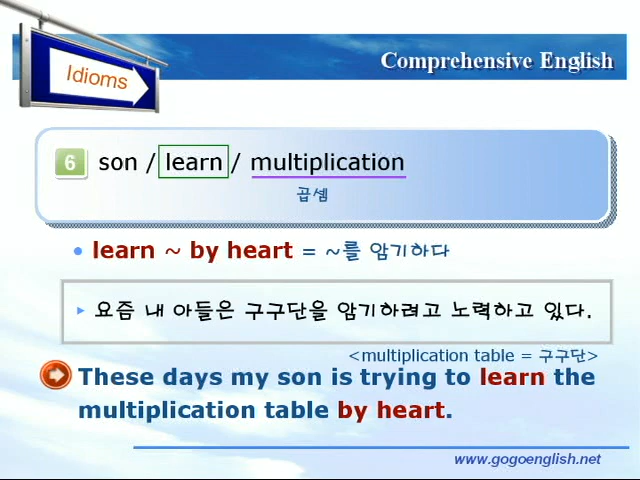 Idioms
Comprehensive English
6 son / learn / multiplication
곱셈
• learn ~ by heart = ~를 암기하다
▸ 요즘 내 아들은 구구단을 암기하려고 노력하고 있다.
<multiplication table = 구구단>
These days my son is trying to learn the
multiplication table by heart.
www.gogoenglish.net